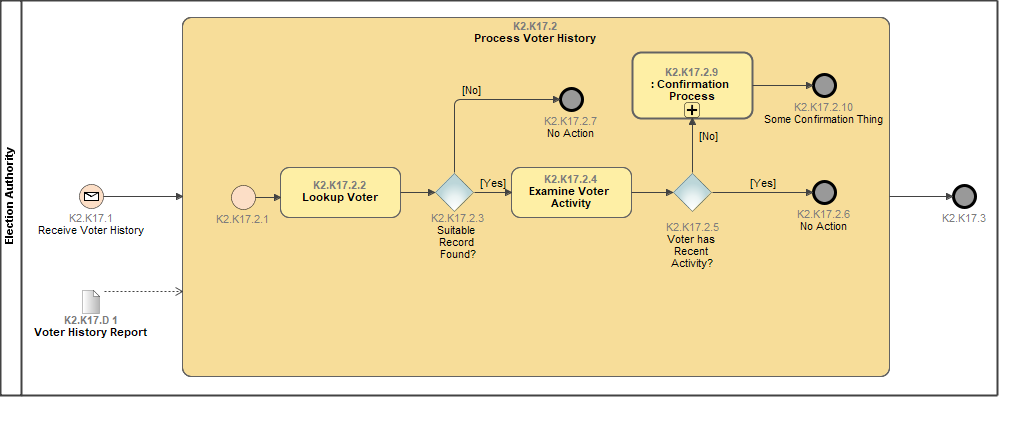 Election Authority
K2.K17.2
Process Voter History
K2.K17.1
Receive Voter History
K2.K17.D 1
Voter History Report
K2.K17.2.1
K2.K17.2.2
Lookup Voter
K2.K17.2.3
Suitable
Record
Found?
[No]
K2.K17.2.7
No Action
[Yes]
K2.K17.2.4
Examine Voter
Activity
K2.K17.2.5
Voter has
Recent
Activity?
[No]
K2.K17.2.9
: Confirmation
Process
K2.K17.2.10
Some Confirmation Thing
[Yes]
K2.K17.2.6
No Action
K2.K17.3